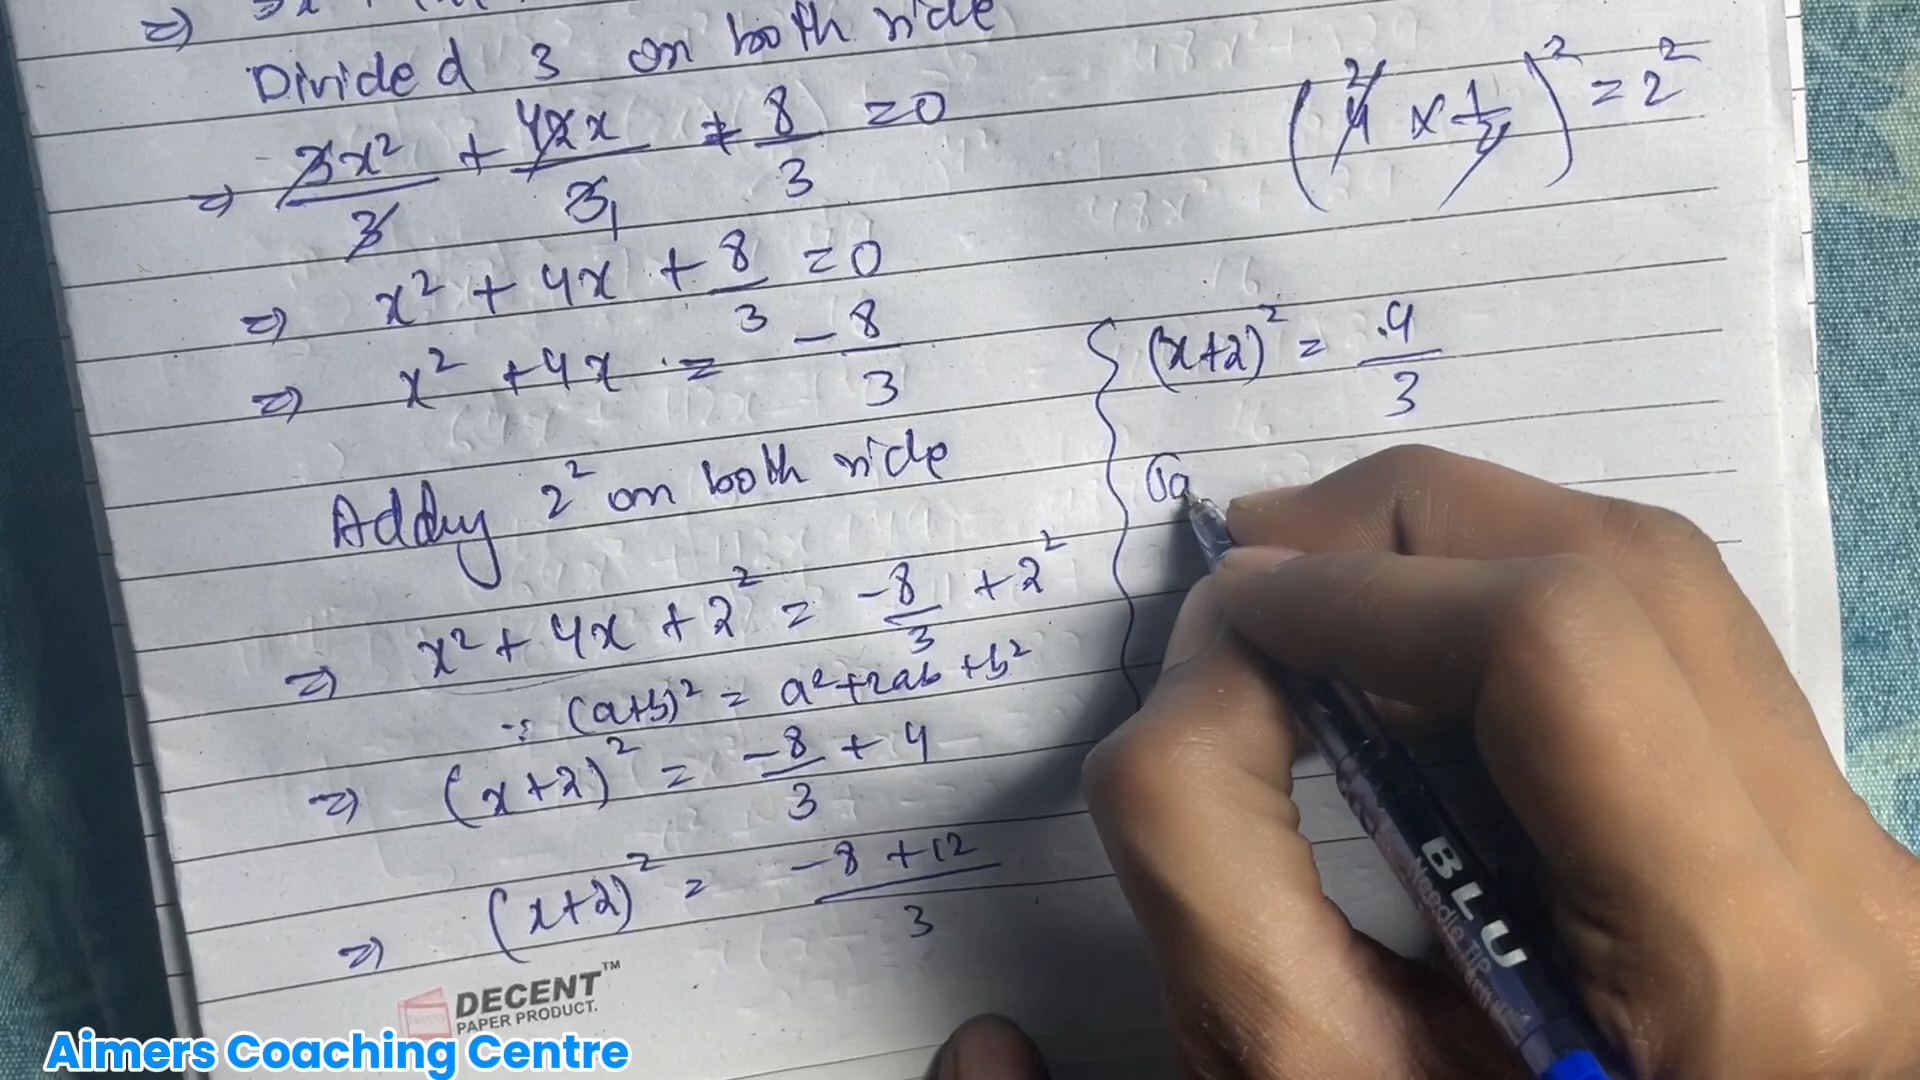 Divided 3 on both side
⇒ 3x²/3 + 12x/3 + 8/3 = 0
⇒ x² + 4x + 8/3 = 0
⇒ x² + 4x = -8/3
Addy 2² on both side
⇒ x² + 4x + 2² = -8/3 + 2²
∵ (a+b)² = a²+2ab+b²
⇒ (x+2)² = -8/3 + 4
⇒ (x+2)² = -8+12/3
(4 × 1/2)² = 2²
(x+2)² = 4/3
DECENT™
PAPER PRODUCT.
BLU
Needle TIP
Aimers Coaching Centre